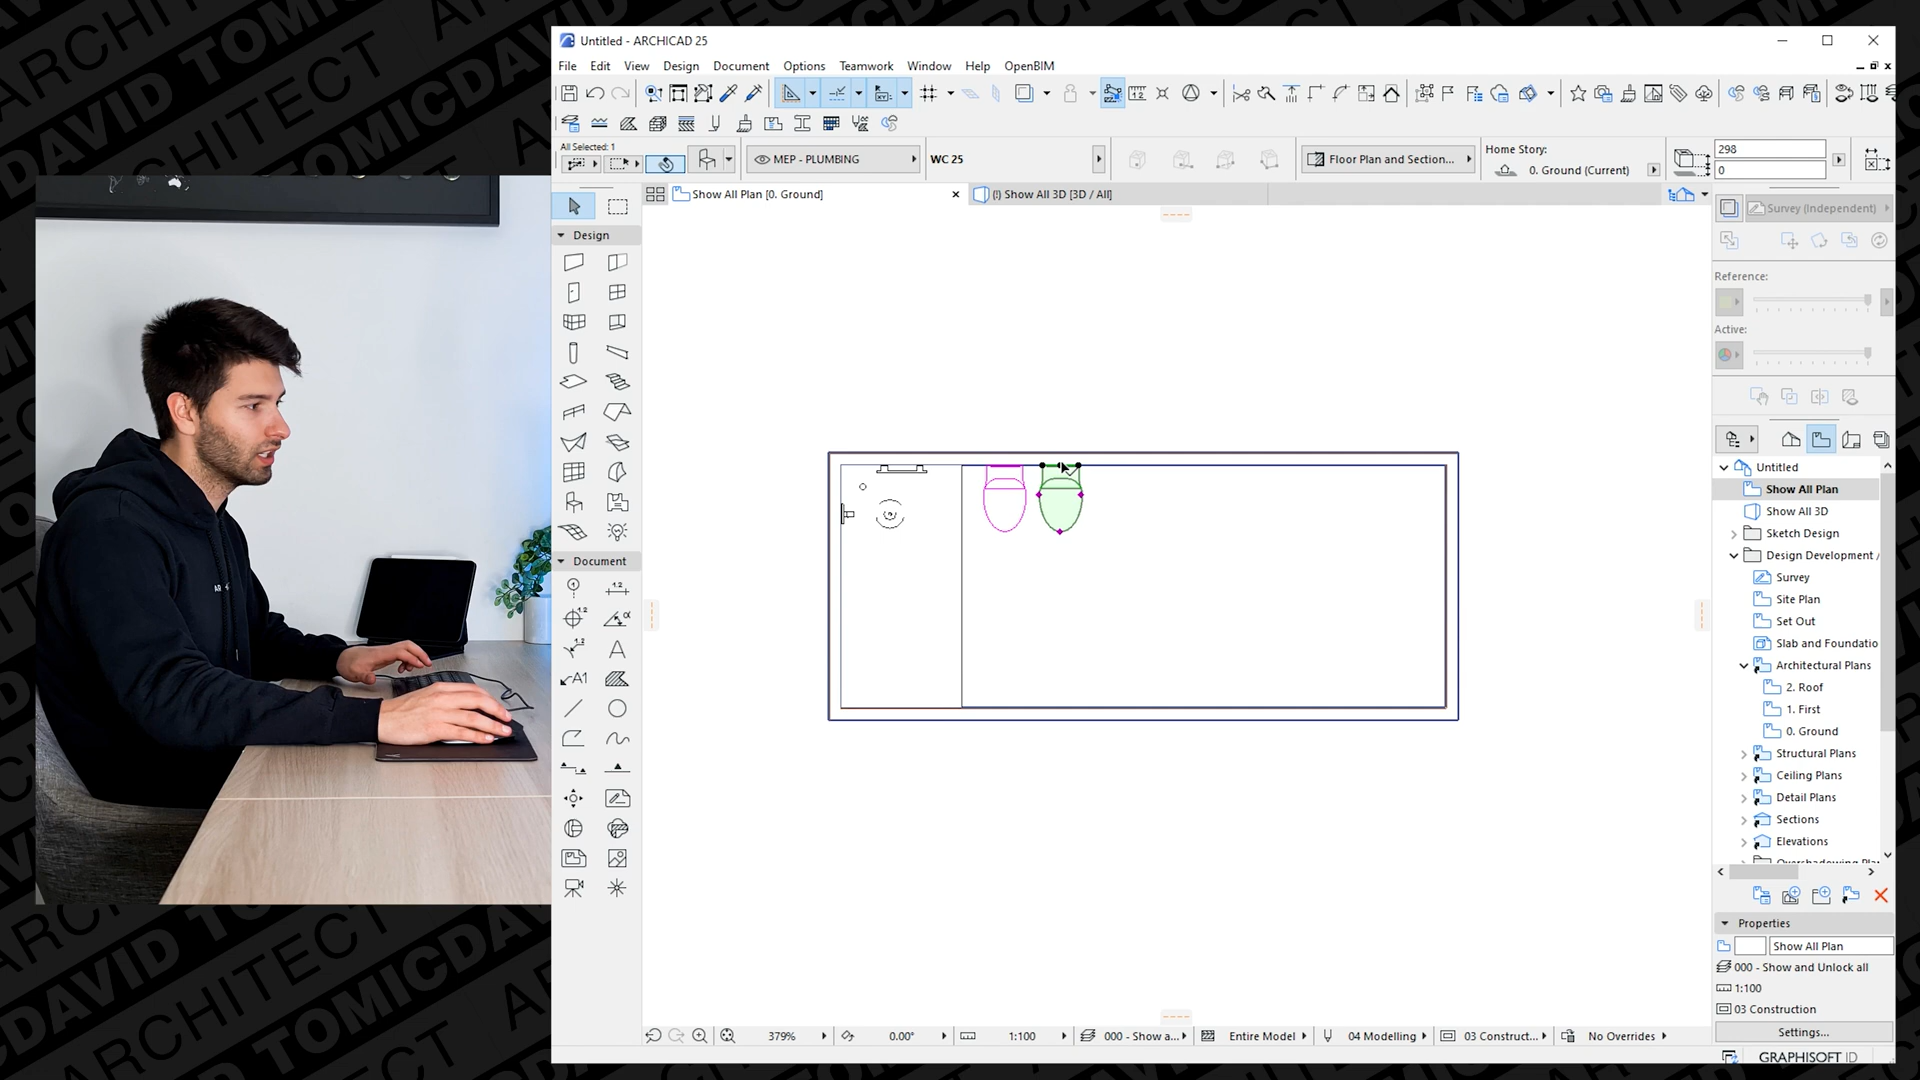 ARCHITECT
DAVID TOMIC
Untitled - ARCHICAD 25
File Edit View Design Document Options Teamwork Window Help OpenBIM
All Selected: 1
MEP - PLUMBING
WC 25
Floor Plan and Section...
Home Story:
0. Ground (Current)
298
0
Show All Plan [0. Ground]
(!) Show All 3D [3D / All]
Survey (Independent)
Design
Reference:
Active:
Untitled
Show All Plan
Show All 3D
Sketch Design
Design Development /
Survey
Site Plan
Set Out
Slab and Foundatio
Architectural Plans
2. Roof
1. First
0. Ground
Structural Plans
Ceiling Plans
Detail Plans
Sections
Elevations
Document
A1
Properties
Show All Plan
000 - Show and Unlock all
1:100
03 Construction
Settings...
379%
0.00°
1:100
000 - Show a...
Entire Model
04 Modelling
03 Construct...
No Overrides
GRAPHISOFT ID